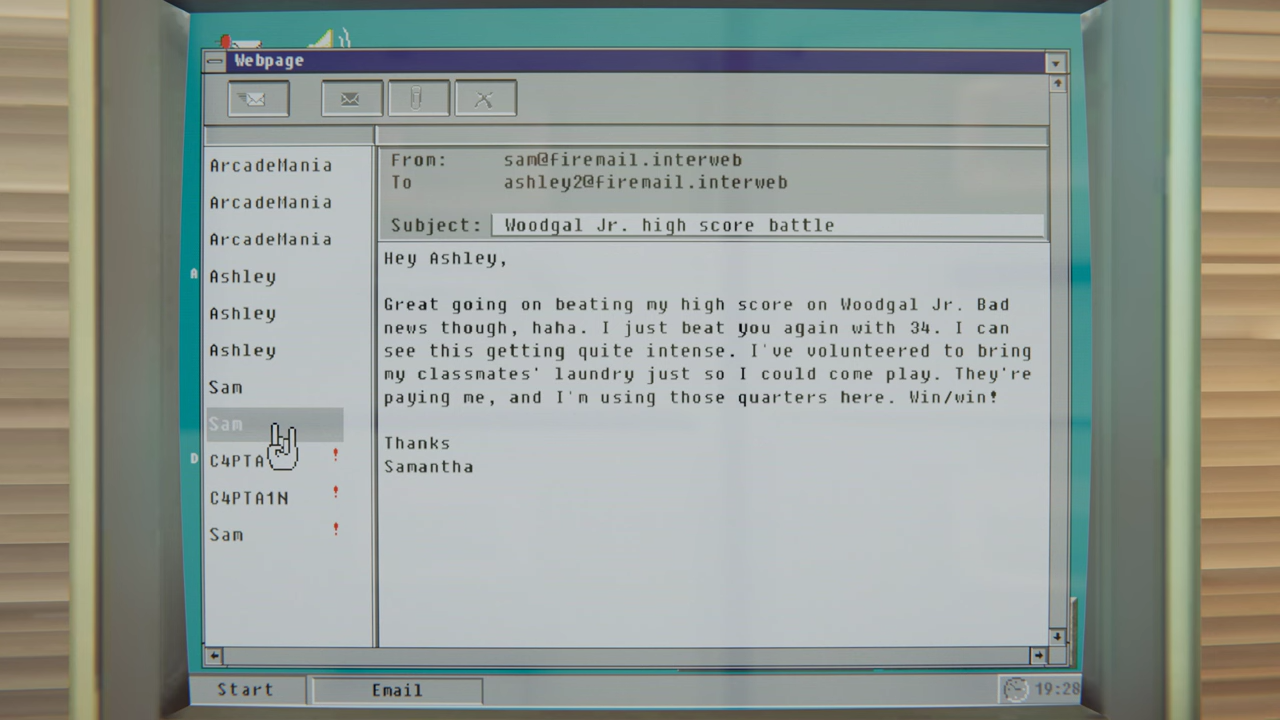 Webpage
ArcadeMania
ArcadeMania
ArcadeMania
Ashley
Ashley
Ashley
Sam
Sam
C4PTA
C4PTA1N
Sam
From: sam@firemail.interweb
To ashley2@firemail.interweb
Subject: Woodgal Jr. high score battle
Hey Ashley,
Great going on beating my high score on Woodgal Jr. Bad
news though, haha. I just beat you again with 34. I can
see this getting quite intense. I've volunteered to bring
my classmates' laundry just so I could come play. They're
paying me, and I'm using those quarters here. Win/win!
Thanks
Samantha
A
D
Start
Email
19:28